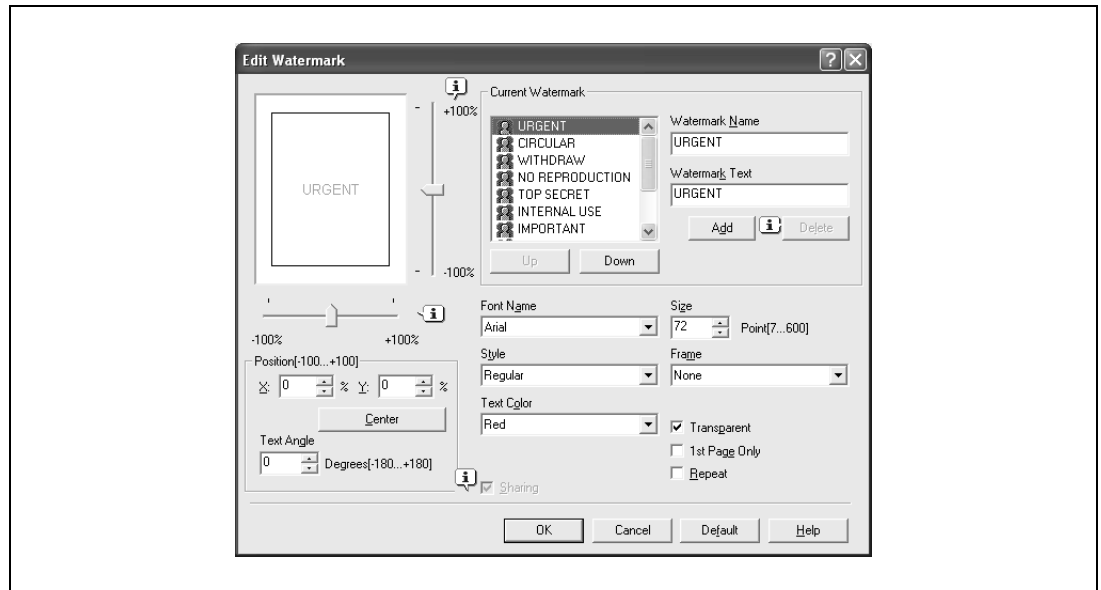 Edit Watermark
Current Watermark
+100%
URGENT
CIRCULAR
WITHDRAW
NO REPRODUCTION
TOP SECRET
INTERNAL USE
IMPORTANT
Watermark Name
URGENT
Watermark Text
URGENT
Add
Delete
Up
Down
URGENT
-100%
-100%
+100%
Position[-100...+100]
X: 0 % Y: 0 %
Center
Text Angle
0 Degrees[-180...+180]
Font Name
Arial
Size
72 Point[7...600]
Style
Regular
Frame
None
Text Color
Red
Transparent
1st Page Only
Repeat
Sharing
OK
Cancel
Default
Help